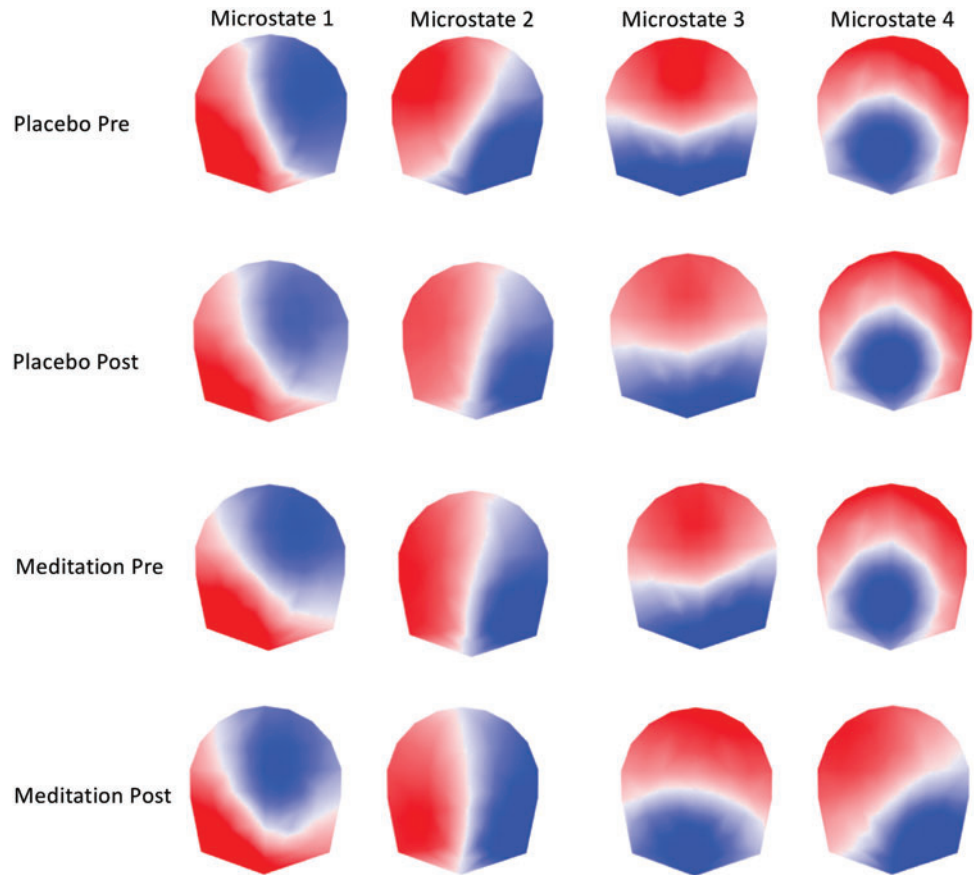 Microstate 1 Microstate 2 Microstate 3 Microstate 4
Placebo Pre
Placebo Post
Meditation Pre
Meditation Post